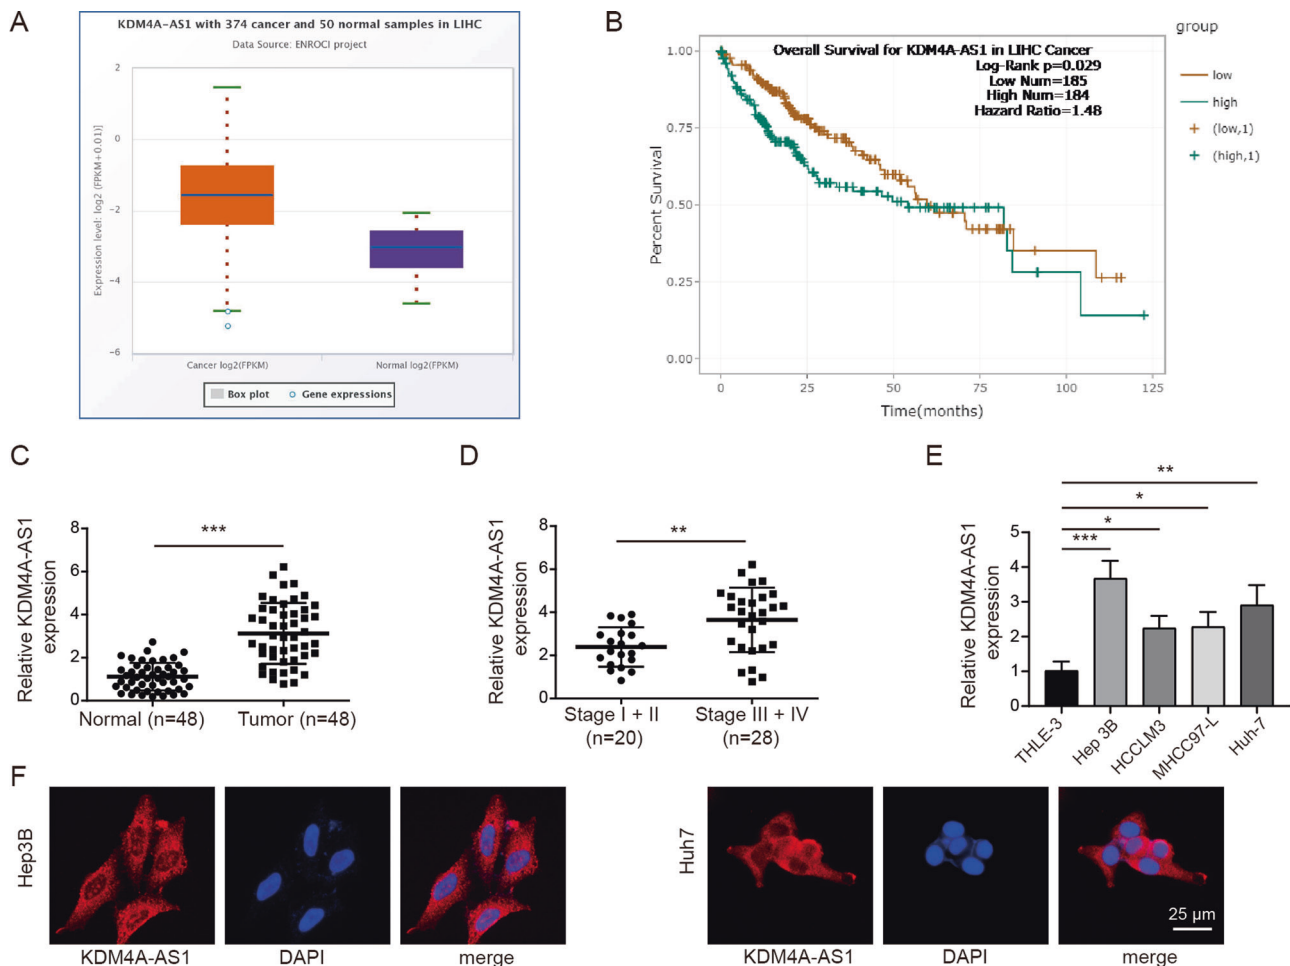 A
KDM4A-AS1 with 374 cancer and 50 normal samples in LIHC
Data Source: ENROCI project
Expression level: log2 (FPKM+0.01)]
2
0
−2
−4
−6
Cancer log2(FPKM)
Normal log2(FPKM)
Box plot
Gene expressions
B
Overall Survival for KDM4A-AS1 in LIHC Cancer
Log-Rank p=0.029
Low Num=185
High Num=184
Hazard Ratio=1.48
Percent Survival
1.00
0.75
0.50
0.25
0.00
0
25
50
75
100
125
Time(months)
group
low
high
(low,1)
(high,1)
C
Relative KDM4A-AS1
expression
8
6
4
2
0
***
Normal (n=48)
Tumor (n=48)
D
Relative KDM4A-AS1
expression
8
6
4
2
0
**
Stage I + II
(n=20)
Stage III + IV
(n=28)
E
Relative KDM4A-AS1
expression
5
4
3
2
1
0
**
*
*
***
THLE-3
Hep 3B
HCCLM3
MHCC97-L
Huh-7
F
Hep3B
KDM4A-AS1
DAPI
merge
Huh7
KDM4A-AS1
DAPI
merge
25 μm